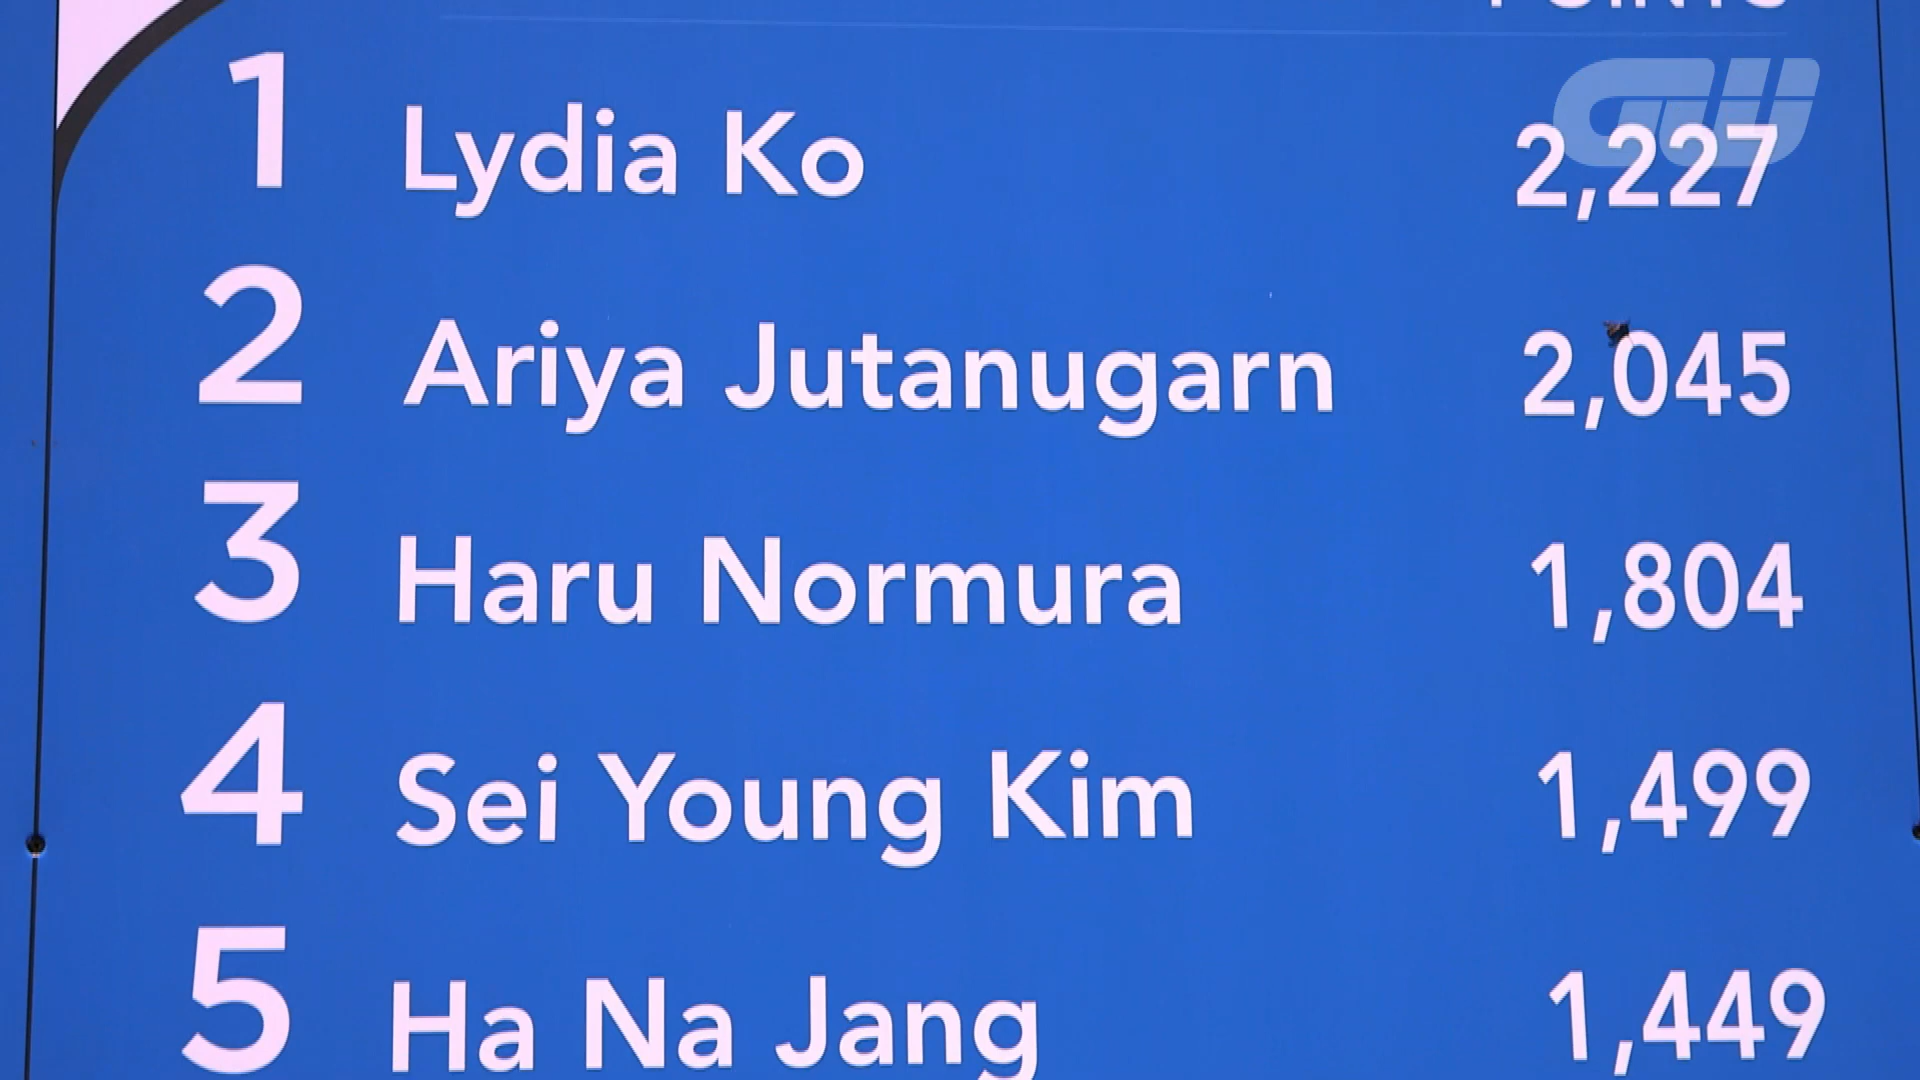 POINTS
1 Lydia Ko 2,227
2 Ariya Jutanugarn 2,045
3 Haru Normura 1,804
4 Sei Young Kim 1,499
5 Ha Na Jang 1,449